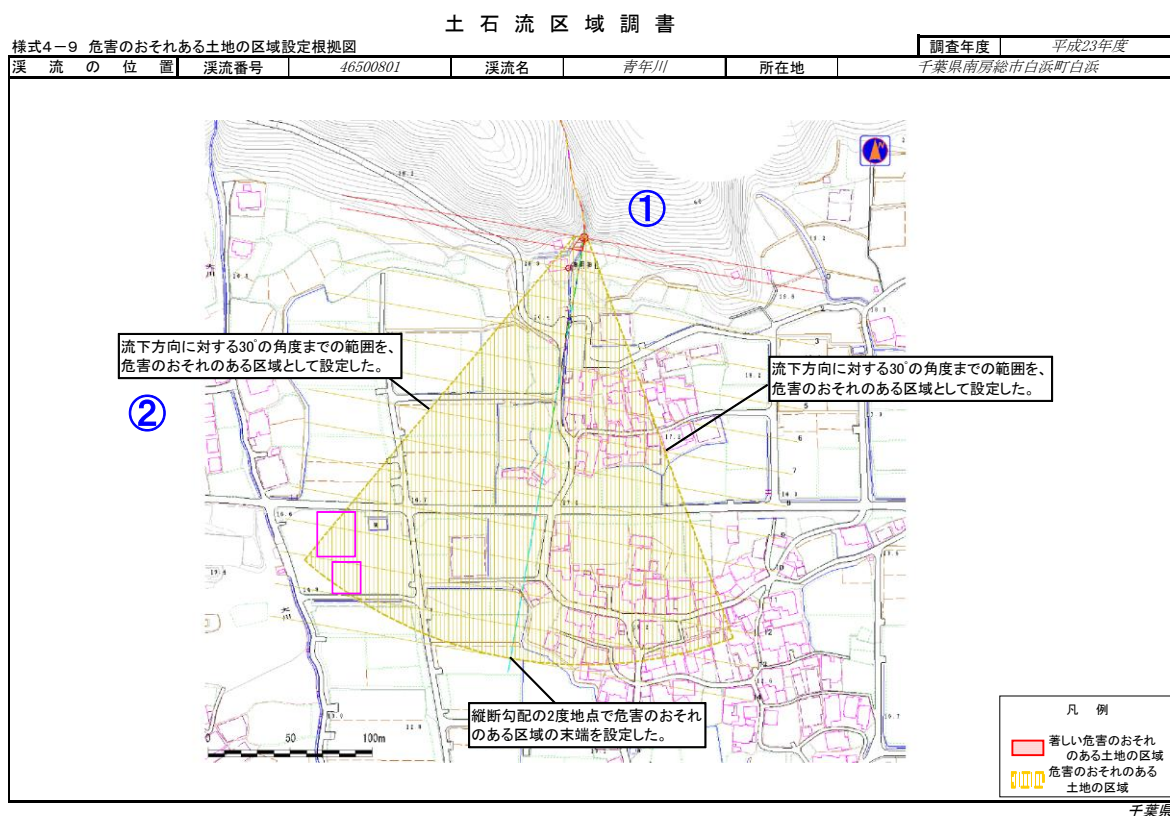 土石流区域調書
様式4－9 危害のおそれある土地の区域設定根拠図
調査年度 平成23年度
渓流の位置 渓流番号 46500801 渓流名 青年川 所在地 千葉県南房総市白浜町白浜
①
流下方向に対する30°の角度までの範囲を、
危害のおそれのある区域として設定した。
流下方向に対する30°の角度までの範囲を、
危害のおそれのある区域として設定した。
②
縦断勾配の2度地点で危害のおそれ
のある区域の末端を設定した。
0 50 100m
凡例
著しい危害のおそれ
のある土地の区域
危害のおそれのある
土地の区域
千葉県